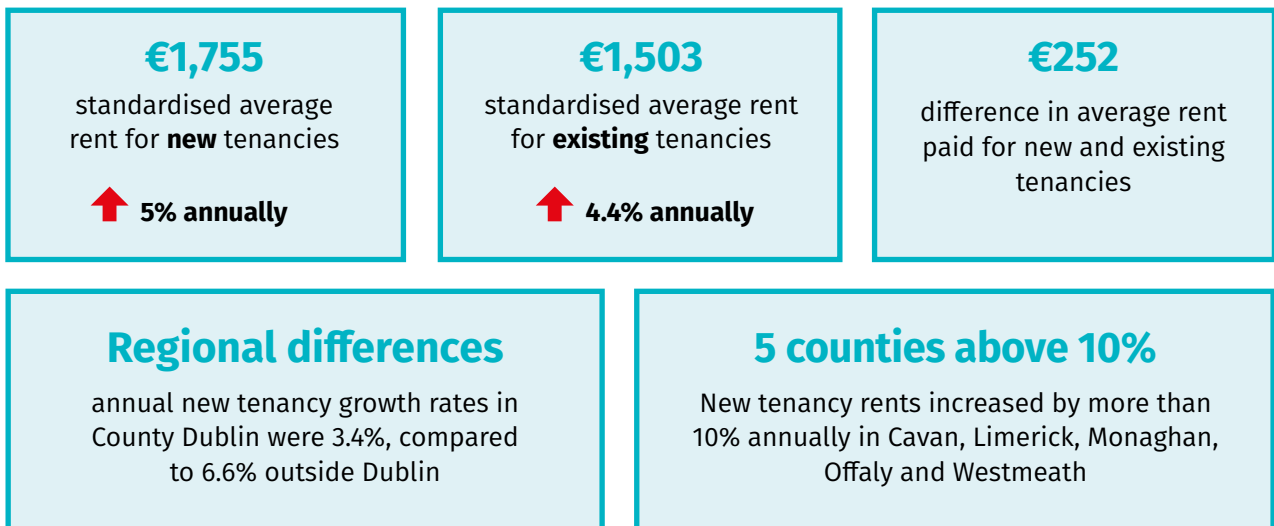 €1,755
standardised average
rent for new tenancies
5% annually
€1,503
standardised average rent
for existing tenancies
4.4% annually
€252
difference in average rent
paid for new and existing
tenancies
Regional differences
annual new tenancy growth rates in
County Dublin were 3.4%, compared
to 6.6% outside Dublin
5 counties above 10%
New tenancy rents increased by more than
10% annually in Cavan, Limerick, Monaghan,
Offaly and Westmeath